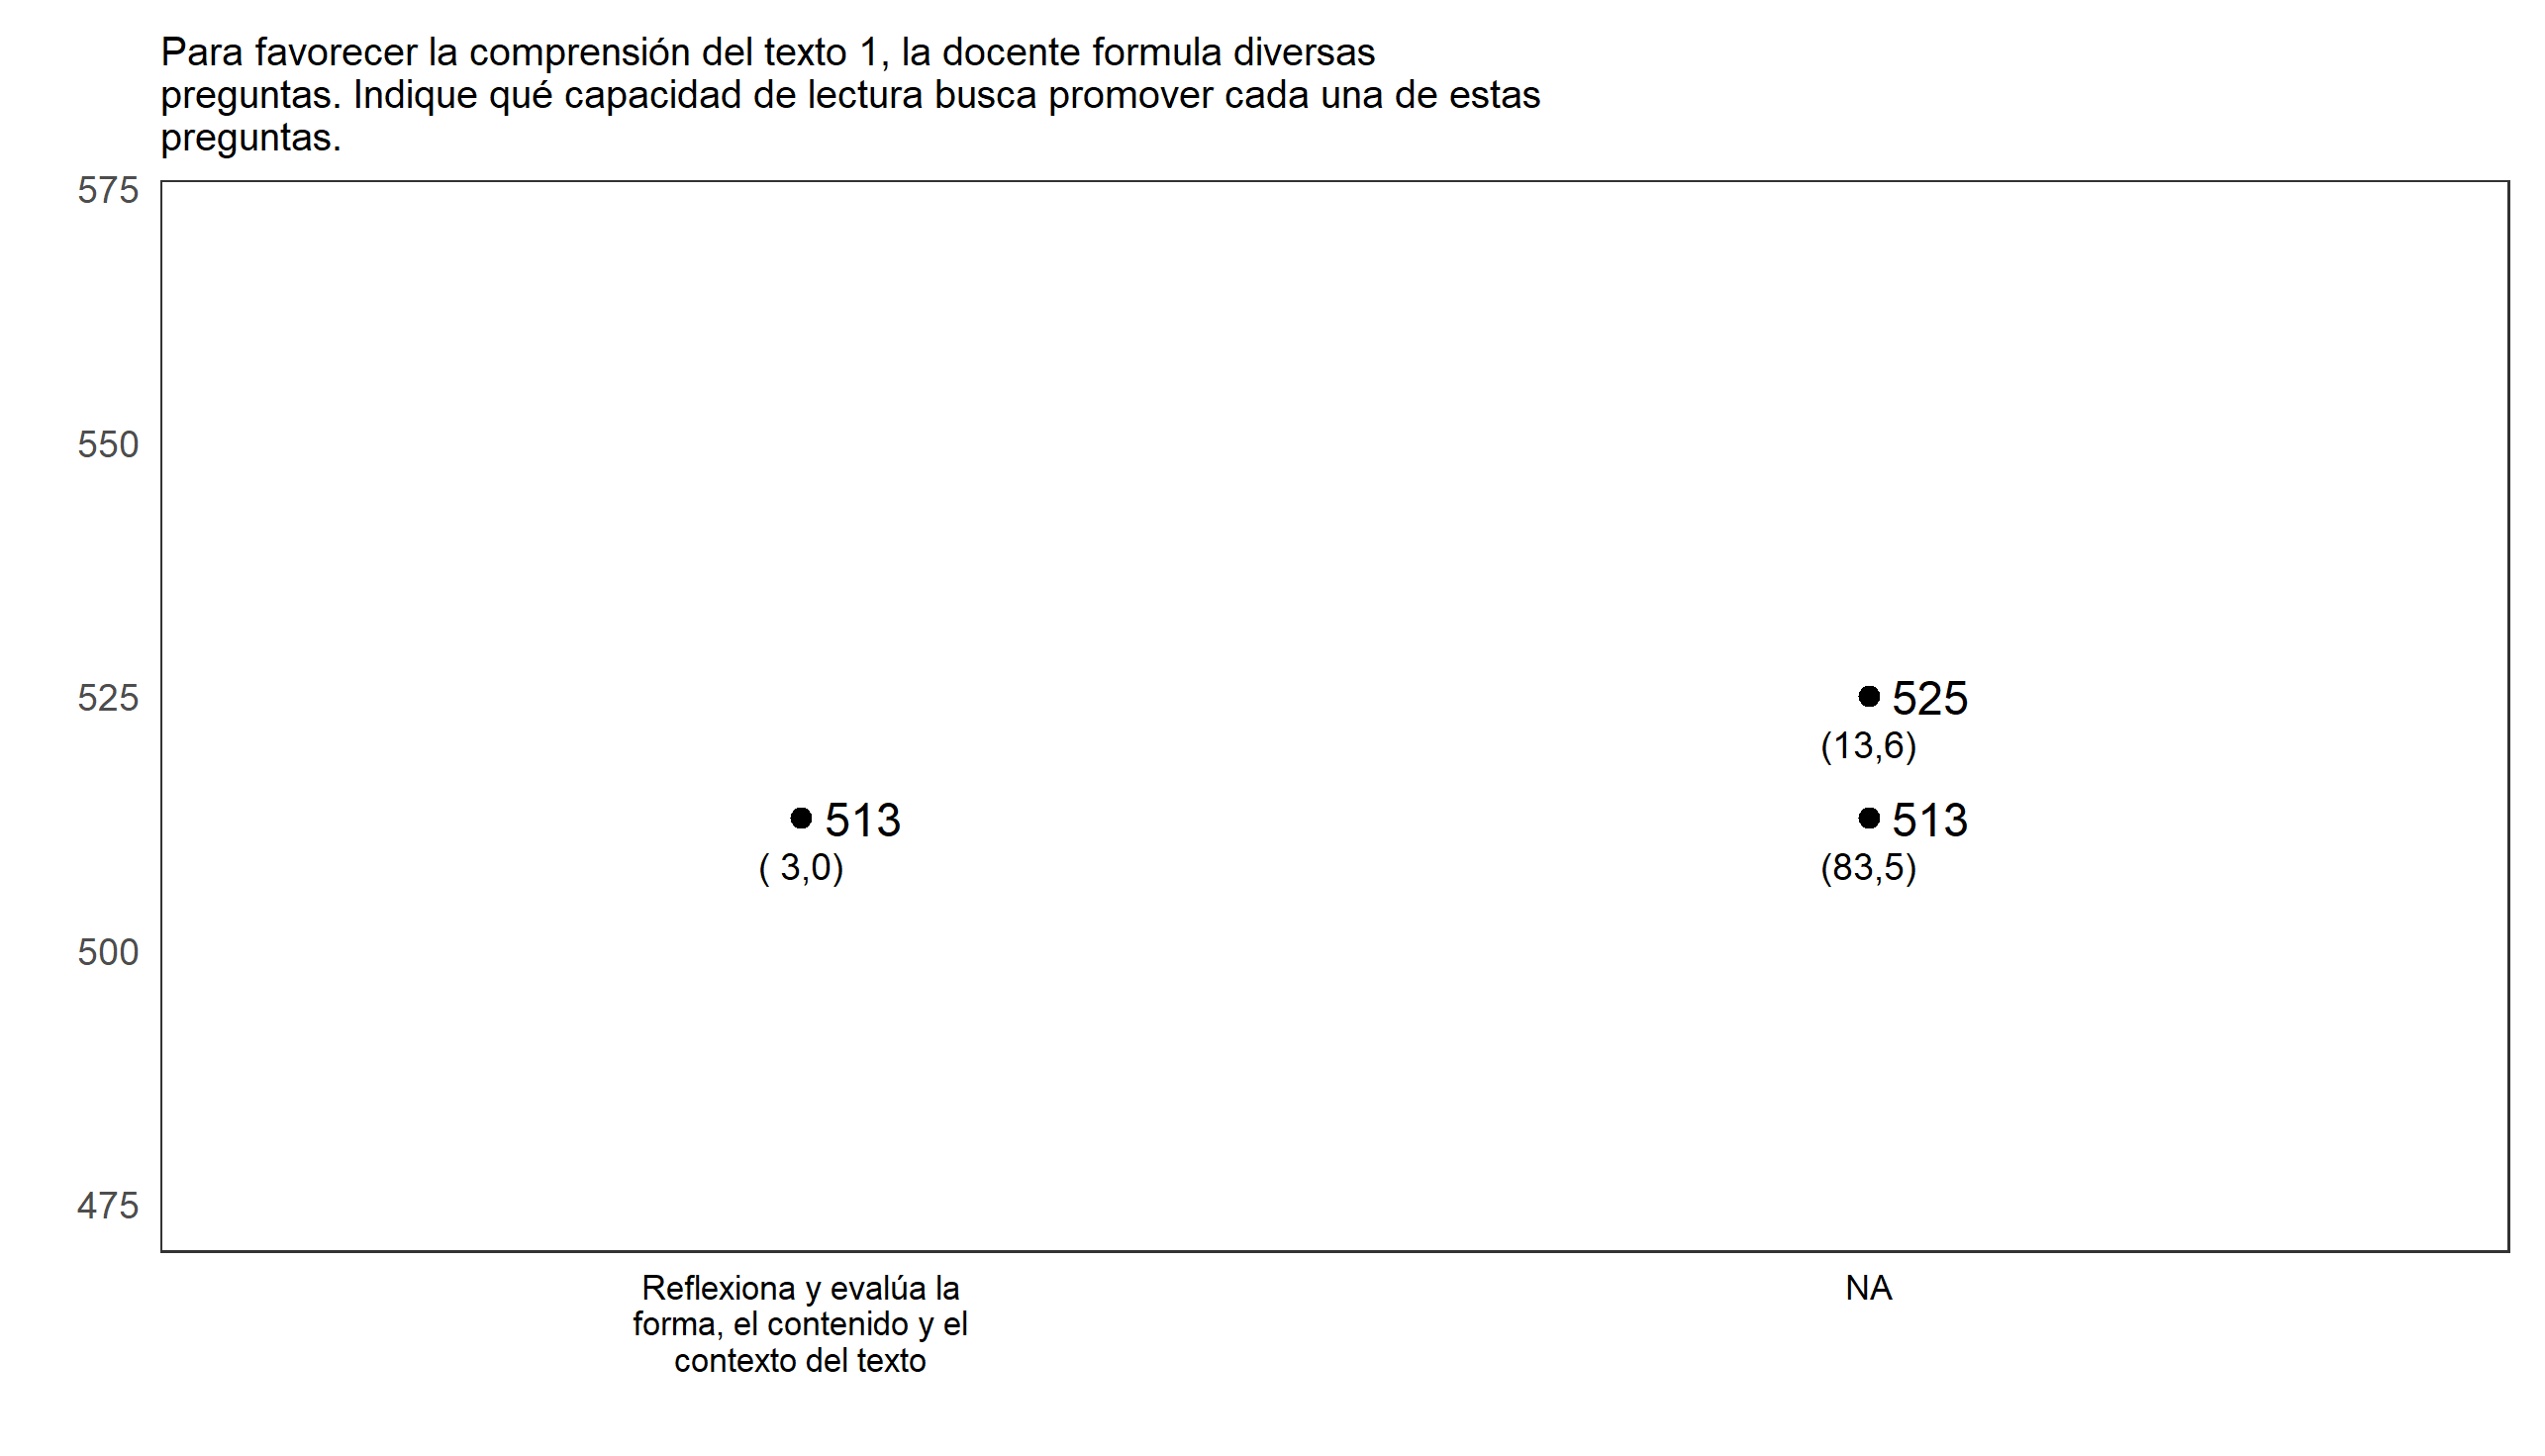 Para favorecer la comprensión del texto 1, la docente formula diversas
preguntas. Indique qué capacidad de lectura busca promover cada una de estas
preguntas.
575
550
525
500
475
525
(13,6)
513
( 3,0)
513
(83,5)
Reflexiona y evalúa la
forma, el contenido y el
contexto del texto
NA